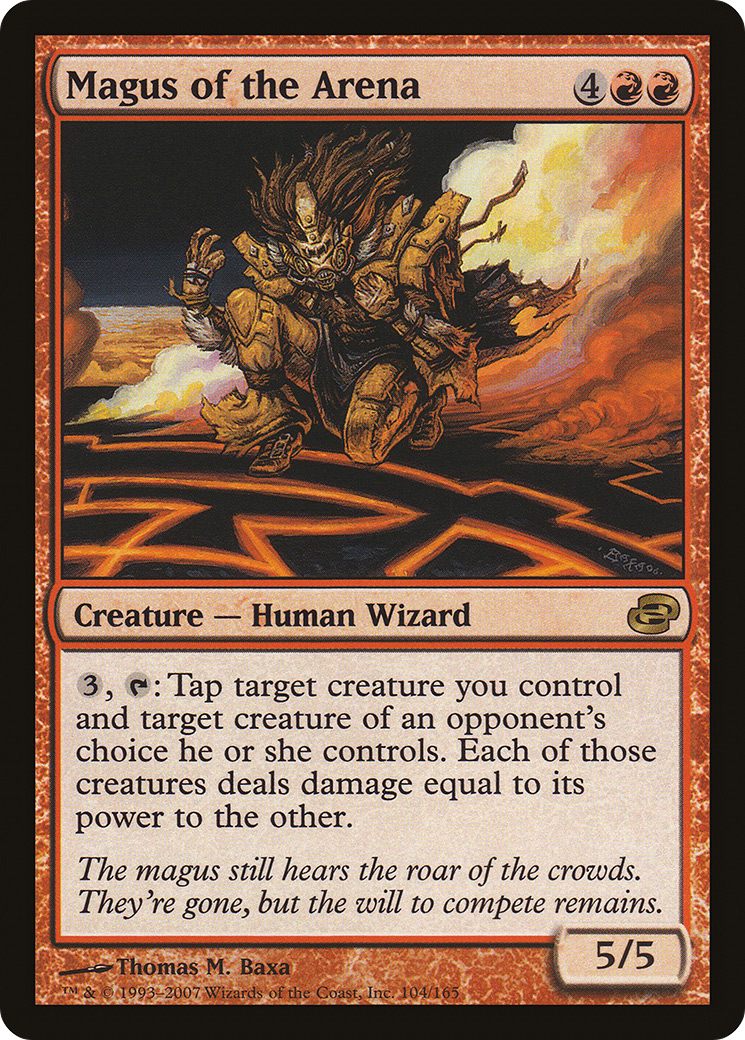 Magus of the Arena 4
Creature — Human Wizard
3, : Tap target creature you control
and target creature of an opponent's
choice he or she controls. Each of those
creatures deals damage equal to its
power to the other.
The magus still hears the roar of the crowds.
They're gone, but the will to compete remains.
5/5
Thomas M. Baxa
™ & © 1993–2007 Wizards of the Coast, Inc. 104/165